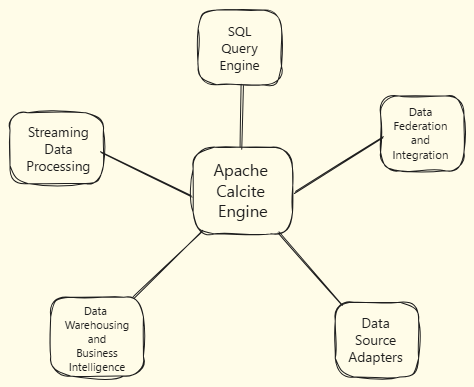 SQL
Query
Engine
Streaming
Data
Processing
Data
Federation
and
Integration
Apache
Calcite
Engine
Data
Warehousing
and
Business
Intelligence
Data
Source
Adapters